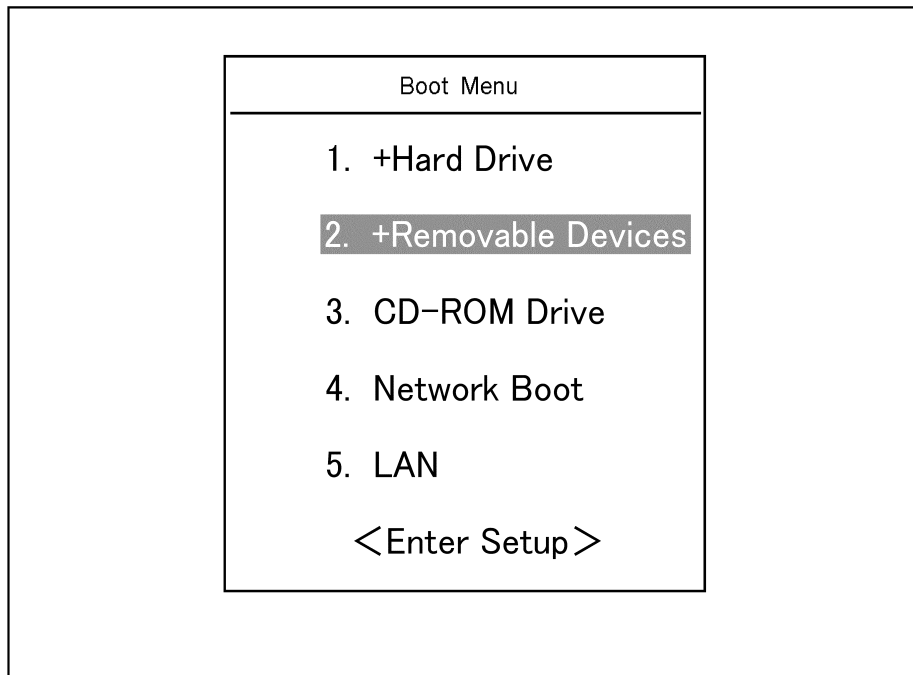 Boot Menu
1. +Hard Drive
2. +Removable Devices
3. CD-ROM Drive
4. Network Boot
5. LAN
<Enter Setup>